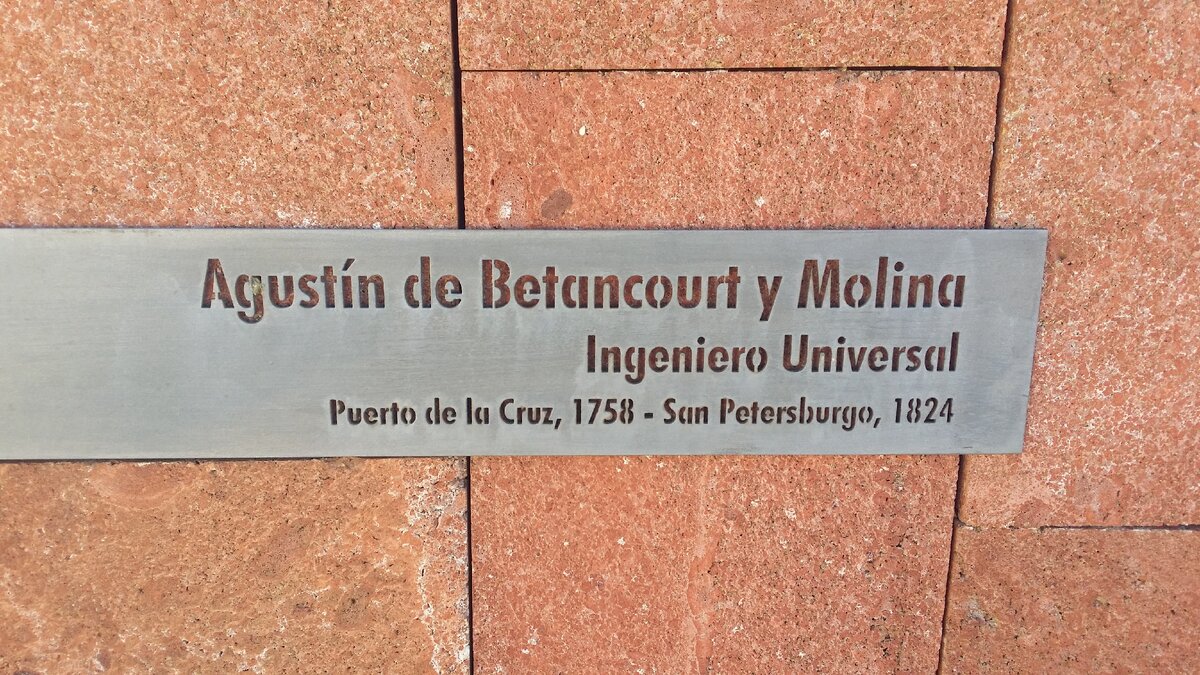 Agustín de Betancourt y Molina
Ingeniero Universal
Puerto de la Cruz, 1758 - San Petersburgo, 1824